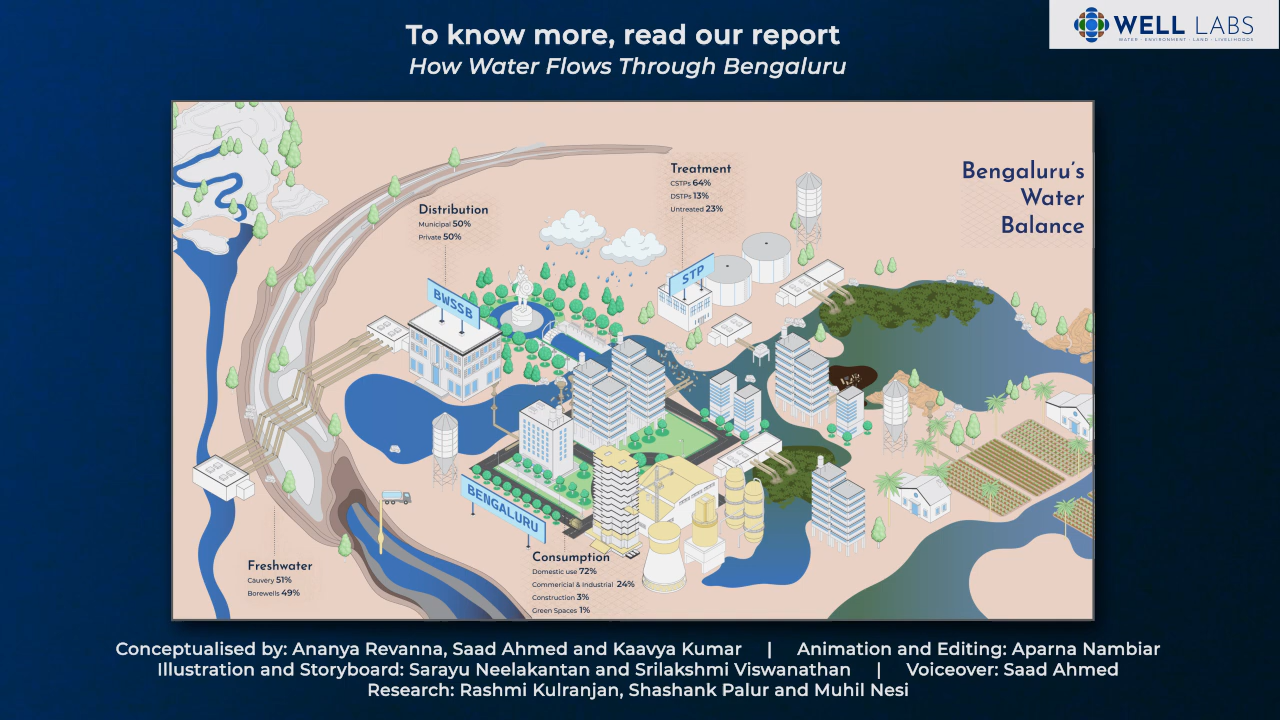 To know more, read our report
How Water Flows Through Bengaluru
WELL LABS
WATER · ENVIRONMENT · LAND · LIVELIHOODS
Bengaluru's
Water
Balance
Treatment
CSTPs 64%
DSTPs 13%
Untreated 23%
Distribution
Municipal 50%
Private 50%
STP
BWSSB
BENGALURU
Freshwater
Cauvery 51%
Borewells 49%
Consumption
Domestic use 72%
Commericial & Industrial 24%
Construction 3%
Green Spaces 1%
Conceptualised by: Ananya Revanna, Saad Ahmed and Kaavya Kumar | Animation and Editing: Aparna Nambiar
Illustration and Storyboard: Sarayu Neelakantan and Srilakshmi Viswanathan | Voiceover: Saad Ahmed
Research: Rashmi Kulranjan, Shashank Palur and Muhil Nesi